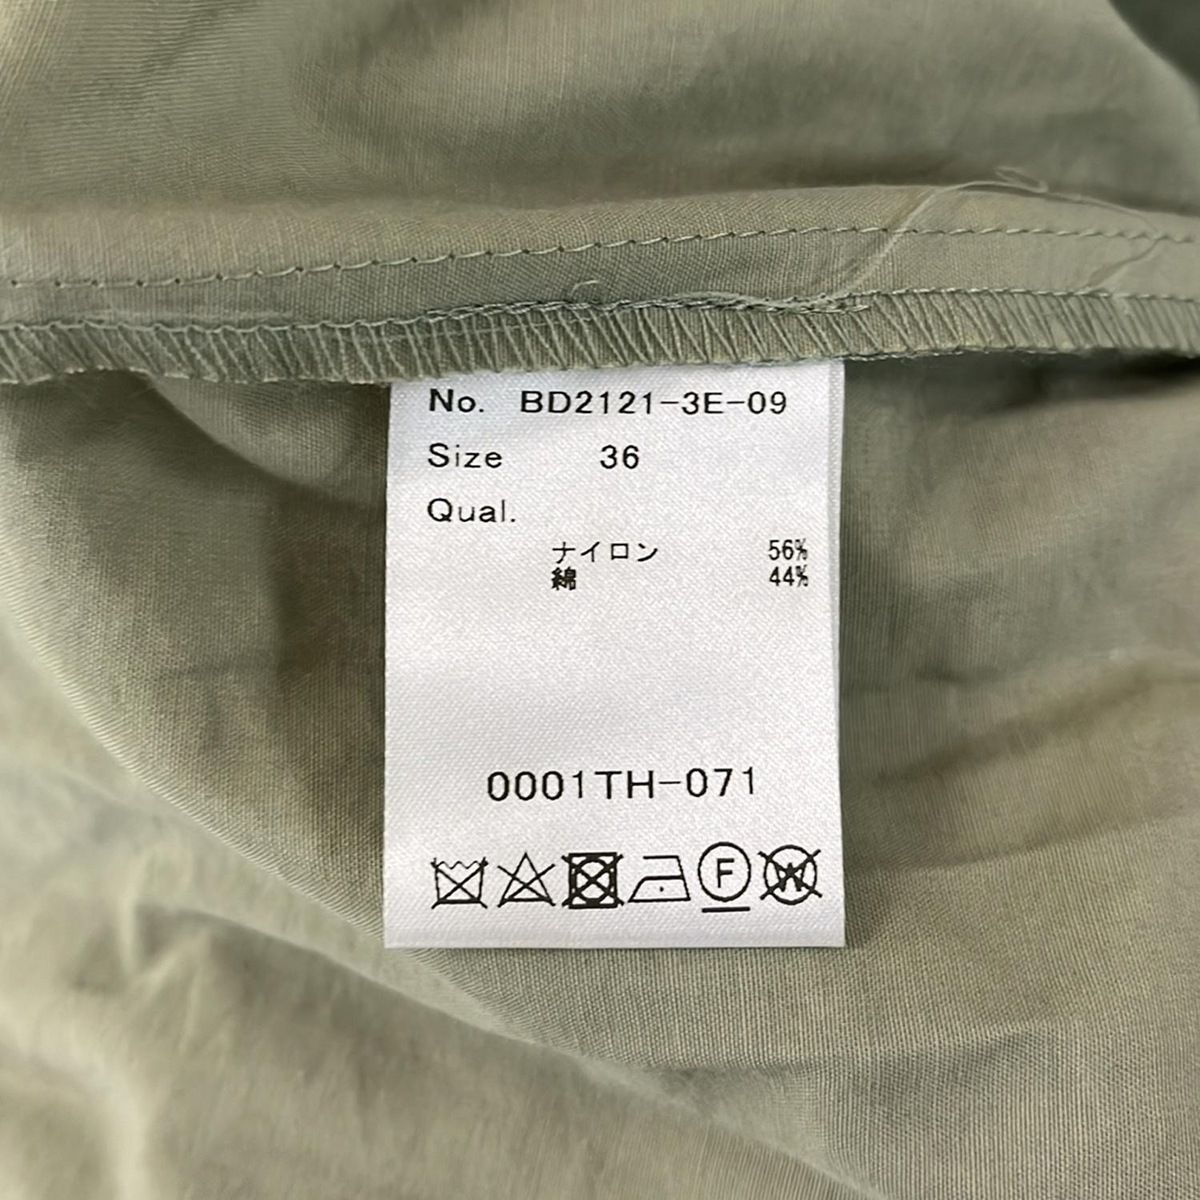 No. BD2121-3E-09
Size 36
Qual.
ナイロン 56%
綿 44%
0001TH-071
F W